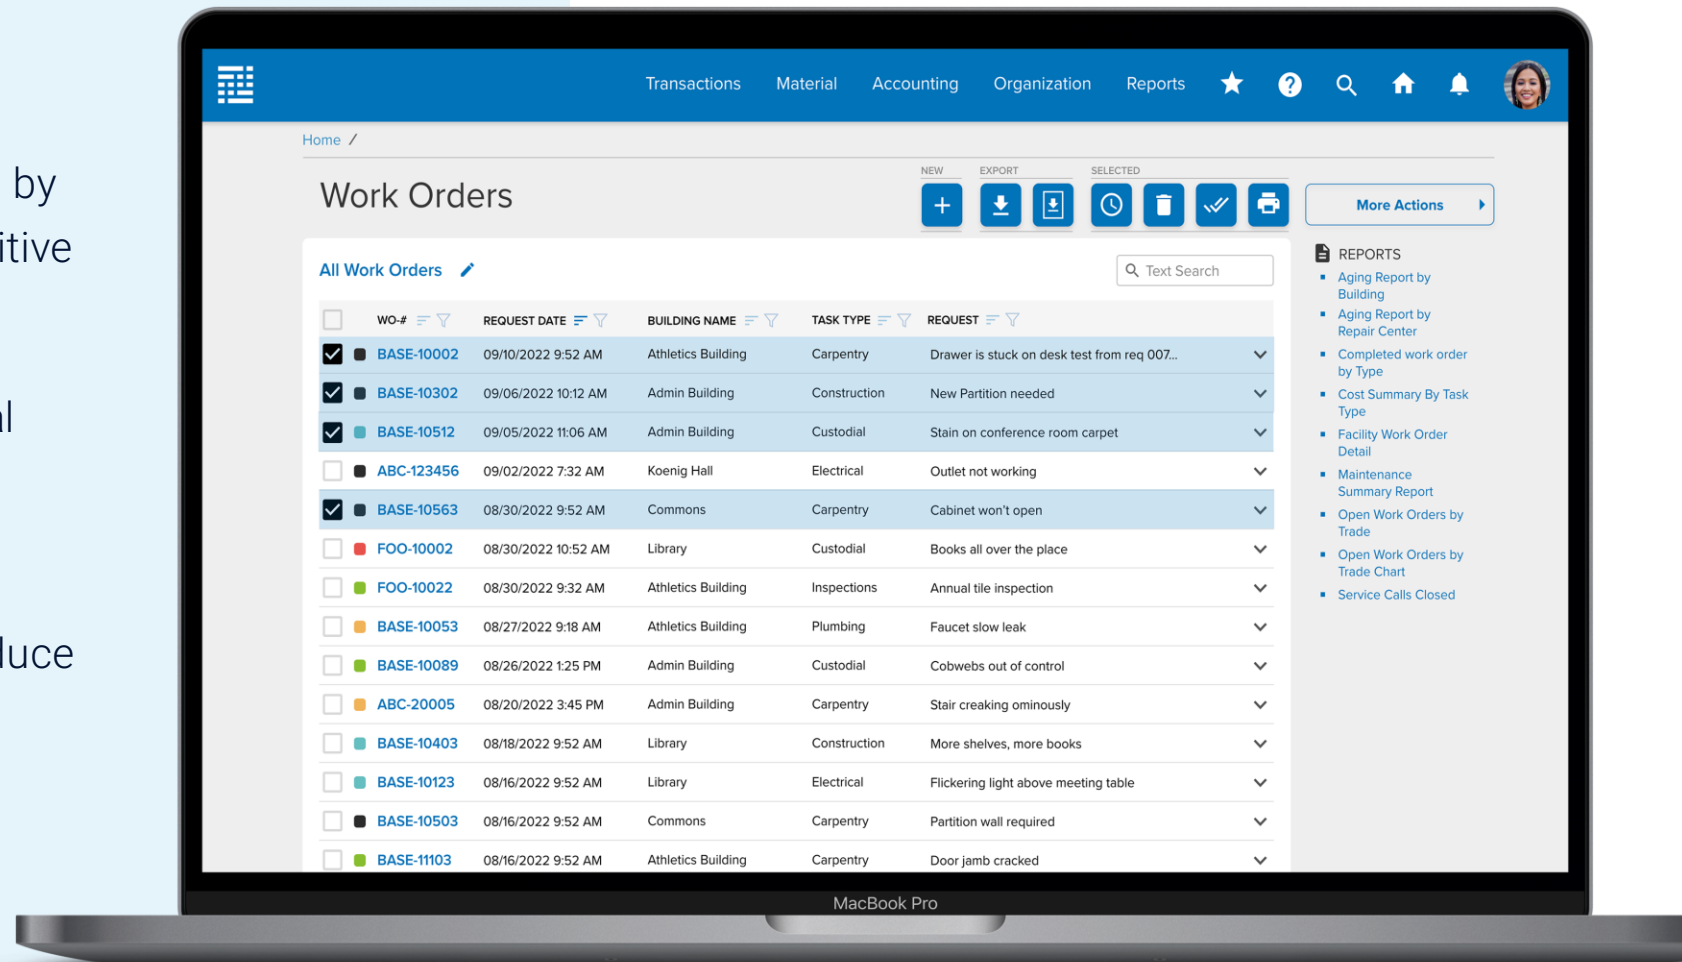 by
itive
al
duce
Transactions Material Accounting Organization Reports
Home /
Work Orders
NEW EXPORT SELECTED
More Actions
All Work Orders
Text Search
WO-# REQUEST DATE BUILDING NAME TASK TYPE REQUEST
BASE-10002 09/10/2022 9:52 AM Athletics Building Carpentry Drawer is stuck on desk test from req 007...
BASE-10302 09/06/2022 10:12 AM Admin Building Construction New Partition needed
BASE-10512 09/05/2022 11:06 AM Admin Building Custodial Stain on conference room carpet
ABC-123456 09/02/2022 7:32 AM Koenig Hall Electrical Outlet not working
BASE-10563 08/30/2022 9:52 AM Commons Carpentry Cabinet won't open
FOO-10002 08/30/2022 10:52 AM Library Custodial Books all over the place
FOO-10022 08/30/2022 9:32 AM Athletics Building Inspections Annual tile inspection
BASE-10053 08/27/2022 9:18 AM Athletics Building Plumbing Faucet slow leak
BASE-10089 08/26/2022 1:25 PM Admin Building Custodial Cobwebs out of control
ABC-20005 08/20/2022 3:45 PM Admin Building Carpentry Stair creaking ominously
BASE-10403 08/18/2022 9:52 AM Library Construction More shelves, more books
BASE-10123 08/16/2022 9:52 AM Library Electrical Flickering light above meeting table
BASE-10503 08/16/2022 9:52 AM Commons Carpentry Partition wall required
BASE-11103 08/16/2022 9:52 AM Athletics Building Carpentry Door jamb cracked
REPORTS
Aging Report by
Building
Aging Report by
Repair Center
Completed work order
by Type
Cost Summary By Task
Type
Facility Work Order
Detail
Maintenance
Summary Report
Open Work Orders by
Trade
Open Work Orders by
Trade Chart
Service Calls Closed
MacBook Pro